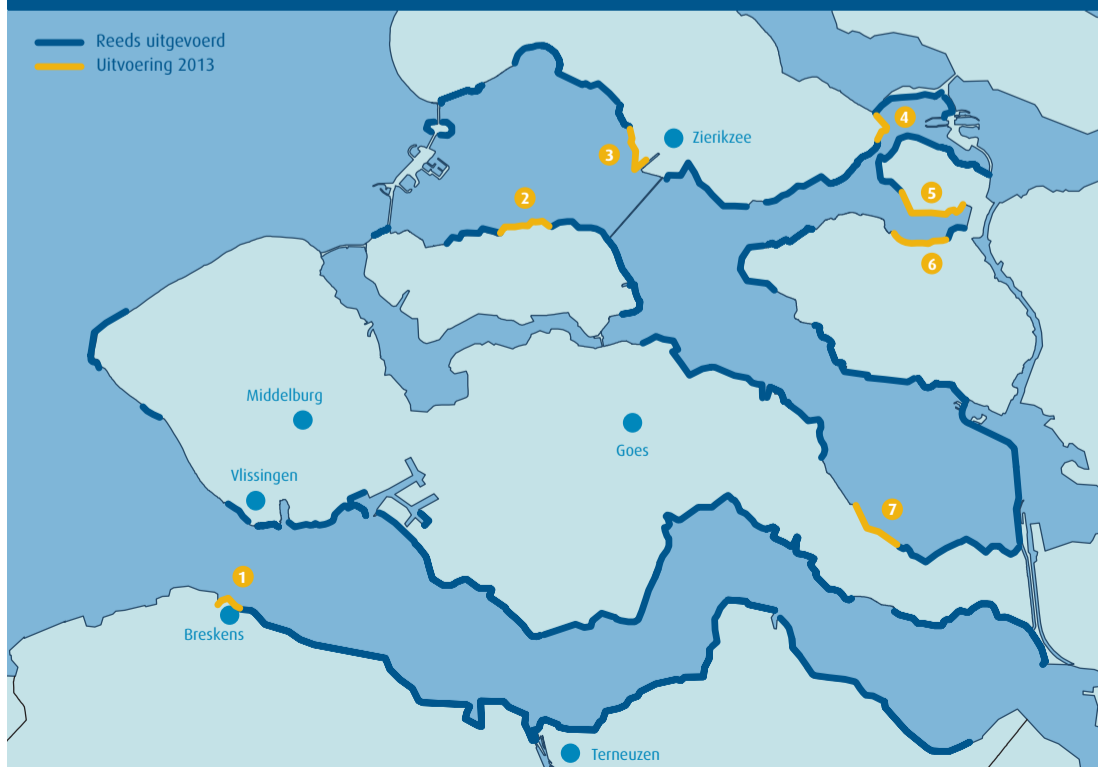 Reeds uitgevoerd
Uitvoering 2013
4
Zierikzee
3
2
5
6
Middelburg
Goes
Vlissingen
7
1
Breskens
Terneuzen